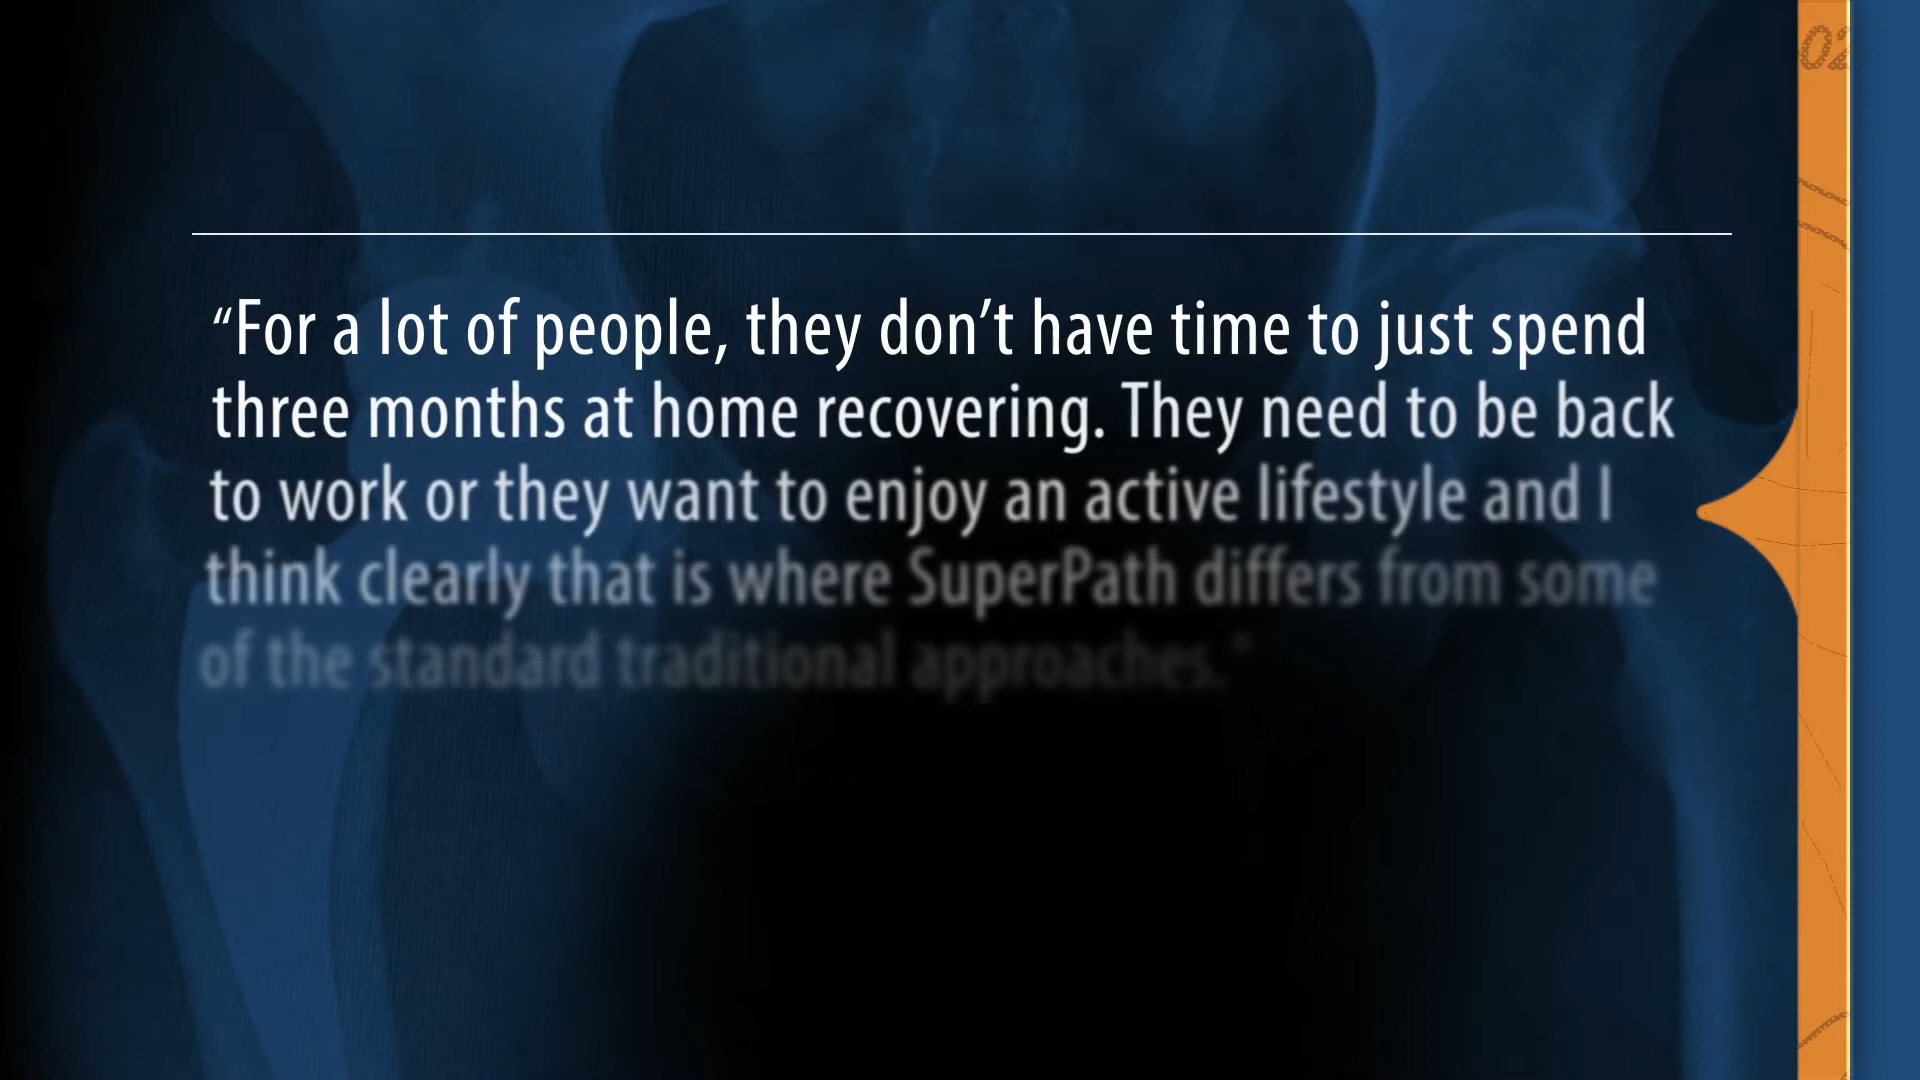 “For a lot of people, they don’t have time to just spend
three months at home recovering. They need to be back
to work or they want to enjoy an active lifestyle and I
think clearly that is where SuperPath differs from some
of the standard traditional approaches.”
02